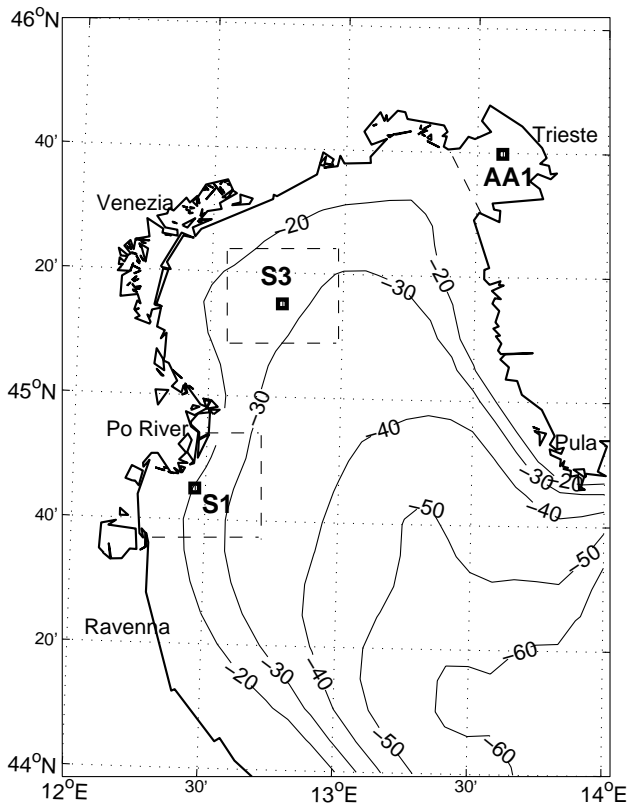 46°N
40'
Trieste
AA1
Venezia
-20
20'
S3
-20
-30
45°N
-30
Po River
-40
Pula
-20
-30
S1
-40
40'
-50
-50
Ravenna
20'
-60
-20
-30
-40
-50
-60
44°N
12°E
30'
13°E
30'
14°E